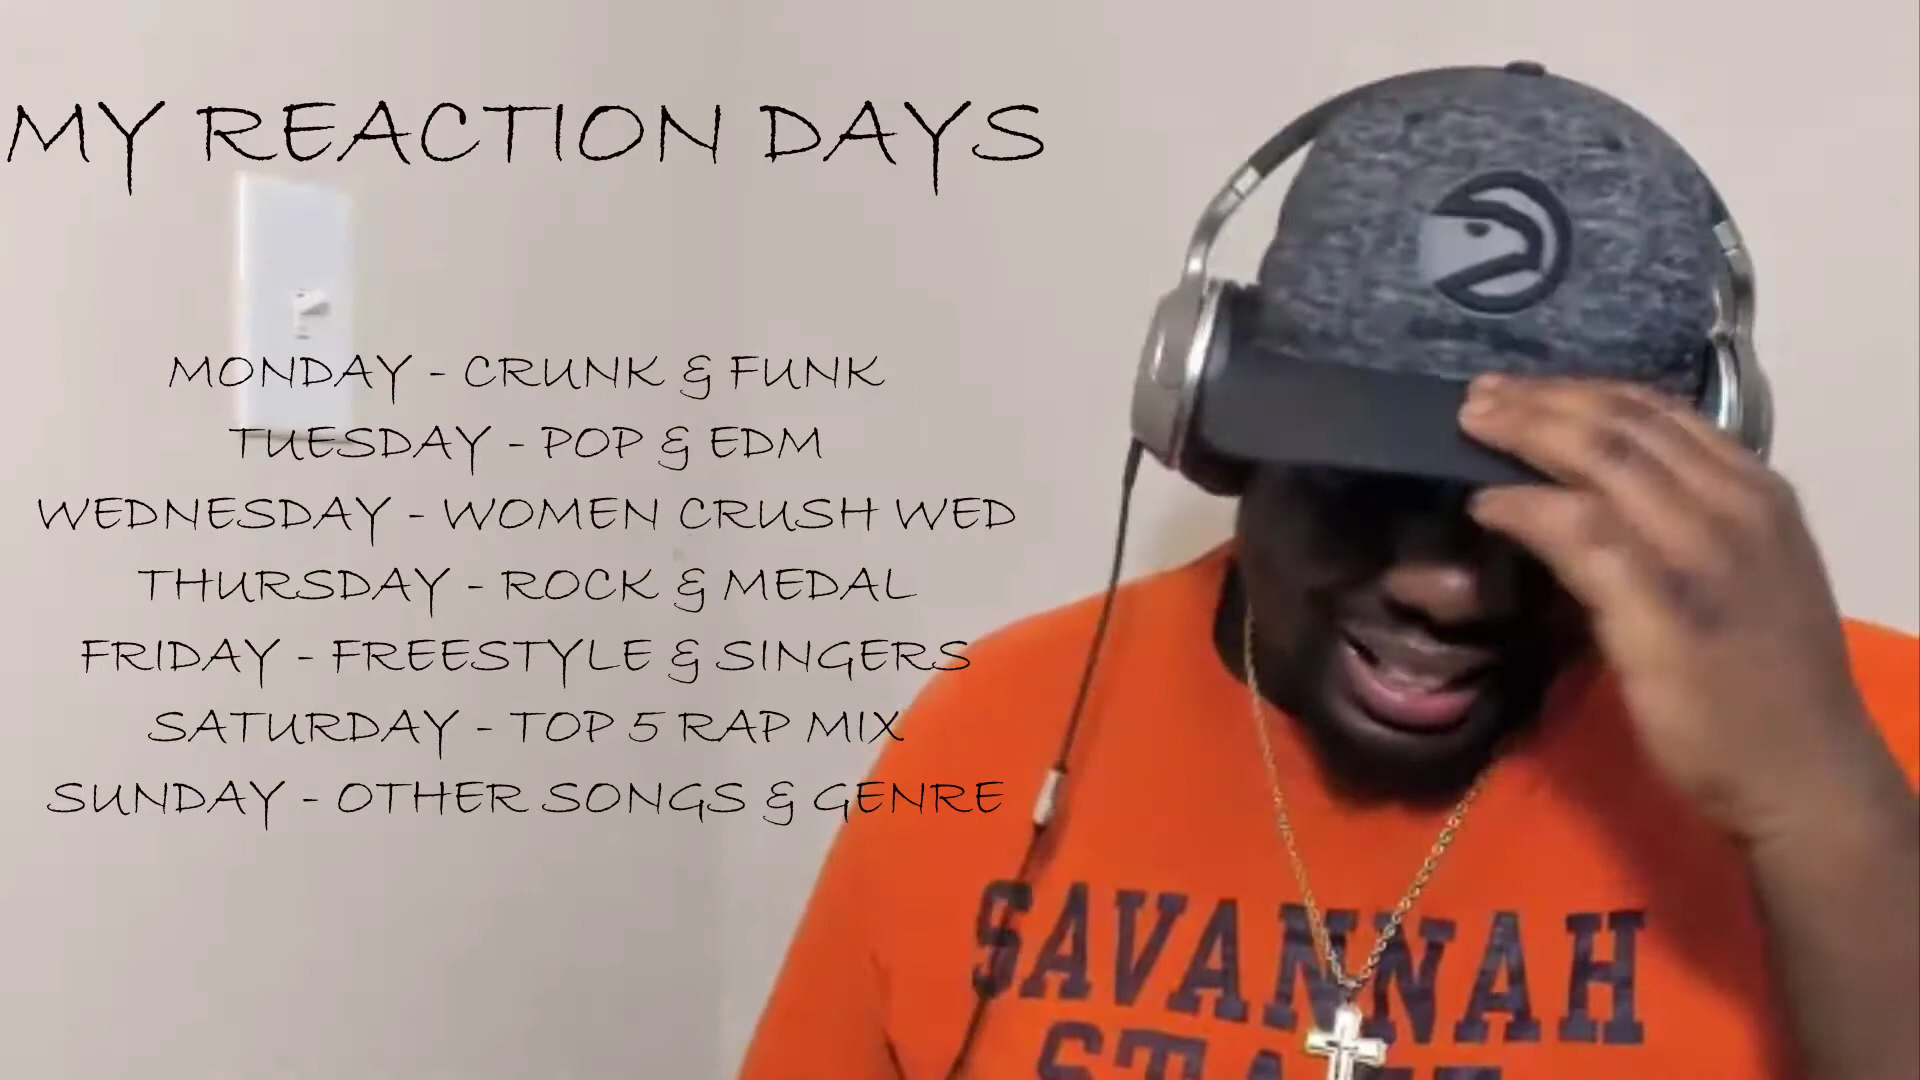 MY REACTION DAYS
MONDAY - CRUNK & FUNK
TUESDAY - POP & EDM
WEDNESDAY - WOMEN CRUSH WED
THURSDAY - ROCK & MEDAL
FRIDAY - FREESTYLE & SINGERS
SATURDAY - TOP 5 RAP MIX
SUNDAY - OTHER SONGS & GENRE
SAVANNAH